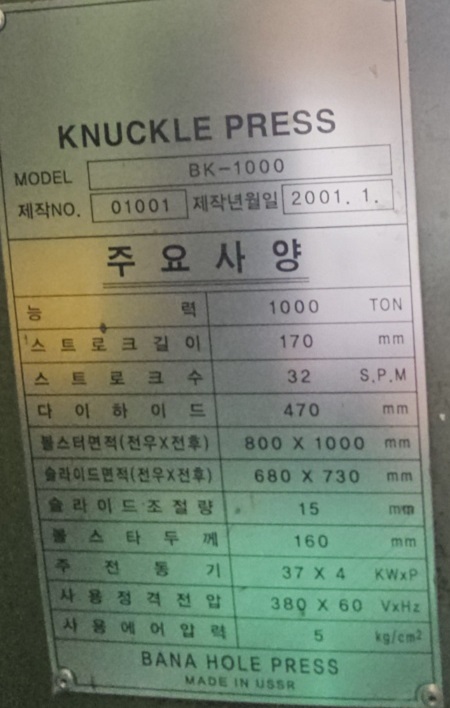 KNUCKLE PRESS
MODEL BK-1000
제작NO. 01001 제작년월일 2001. 1.
주요사양
능력 1000 TON
스트로크길이 170 mm
스트로크수 32 S.P.M
다이하이드 470 mm
볼스터면적(전우X전후) 800 X 1000 mm
슬라이드면적(전우X전후) 680 X 730 mm
슬라이드조절량 15 mm
볼스타두께 160 mm
주전동기 37 X 4 KWxP
사용정격전압 380 X 60 VxHz
사용에어압력 5 kg/cm²
BANA HOLE PRESS
MADE IN USSR